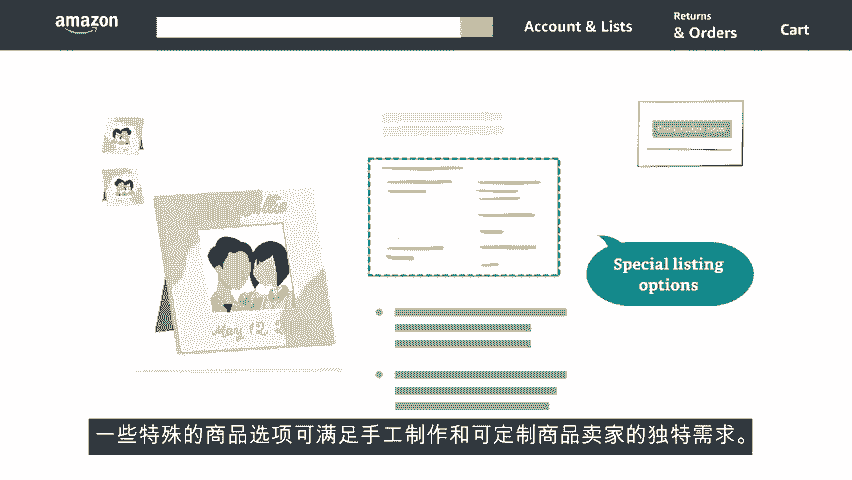 amazon
Account & Lists
Returns
& Orders
Cart
Special listing
options
May 12,
一些特殊的商品选项可满足手工制作和可定制商品卖家的独特需求。